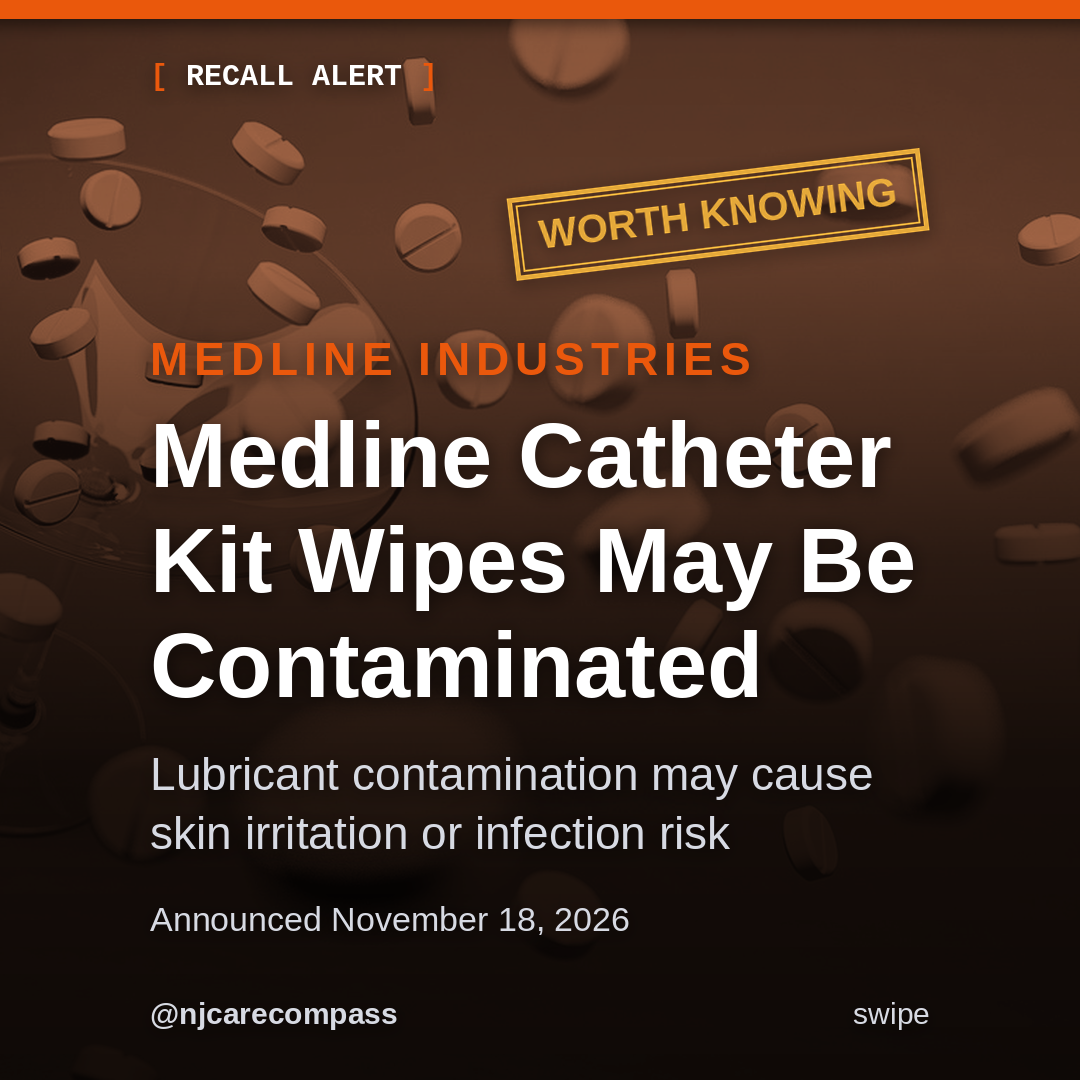 [ RECALL ALERT ]
WORTH KNOWING
MEDLINE INDUSTRIES
Medline Catheter
Kit Wipes May Be
Contaminated
Lubricant contamination may cause
skin irritation or infection risk
Announced November 18, 2026
@njcarecompass
swipe